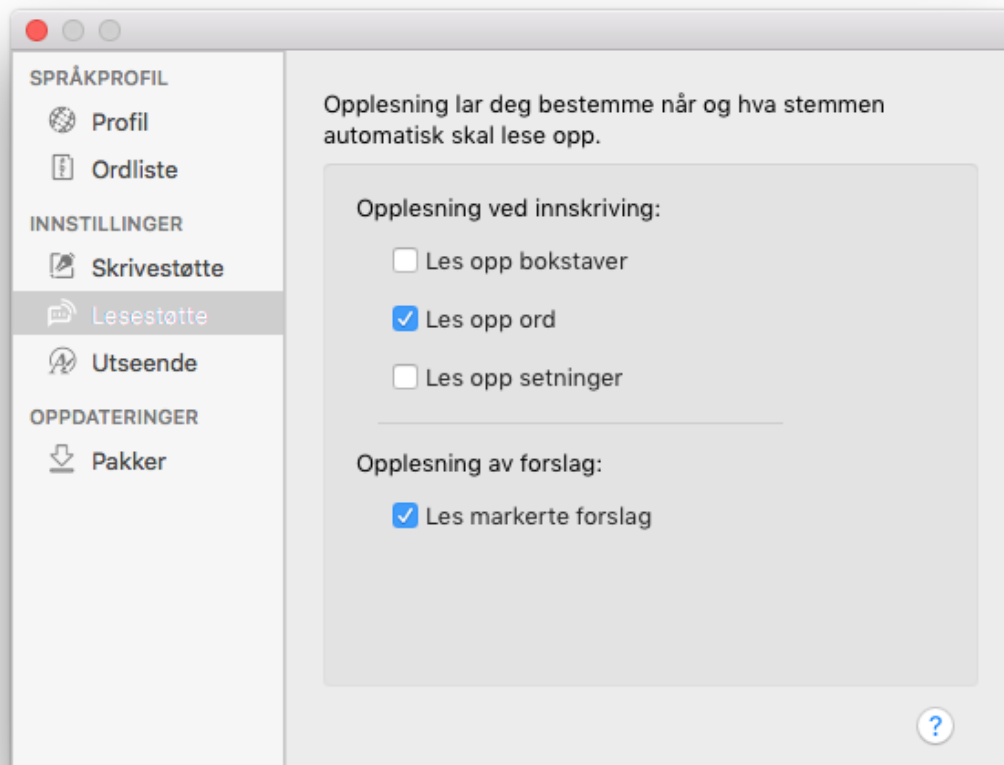 SPRÅKPROFIL
Profil
Ordliste
INNSTILLINGER
Skrivestøtte
Lesestøtte
Utseende
OPPDATERINGER
Pakker
Opplesning lar deg bestemme når og hva stemmen
automatisk skal lese opp.
Opplesning ved innskriving:
Les opp bokstaver
Les opp ord
Les opp setninger
Opplesning av forslag:
Les markerte forslag
?